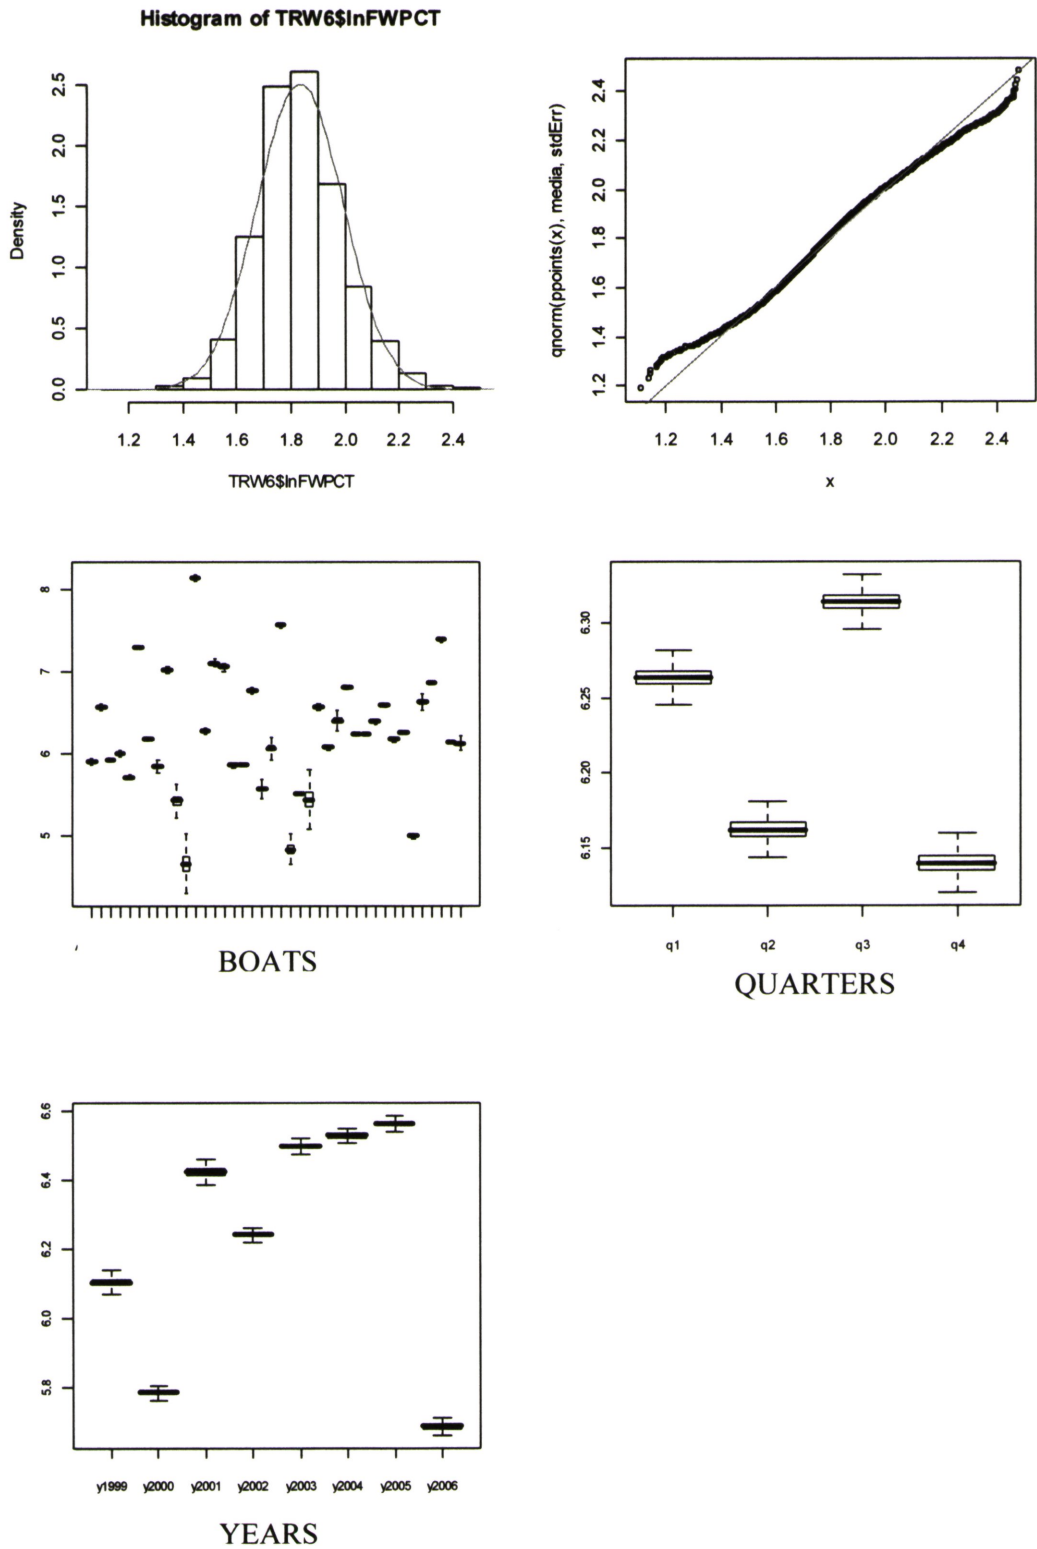 Histogram of TRW6$lnFWPCT
Density
0.0 0.5 1.0 1.5 2.0 2.5
1.2 1.4 1.6 1.8 2.0 2.2 2.4
TRW6$lnFWPCT
qnorm(ppoints(x), media, stdErr)
1.2 1.4 1.6 1.8 2.0 2.2 2.4
1.2 1.4 1.6 1.8 2.0 2.2 2.4
x
5 6 7 8
BOATS
6.15 6.20 6.25 6.30
q1 q2 q3 q4
QUARTERS
5.8 6.0 6.2 6.4 6.6
y1999 y2000 y2001 y2002 y2003 y2004 y2005 y2006
YEARS